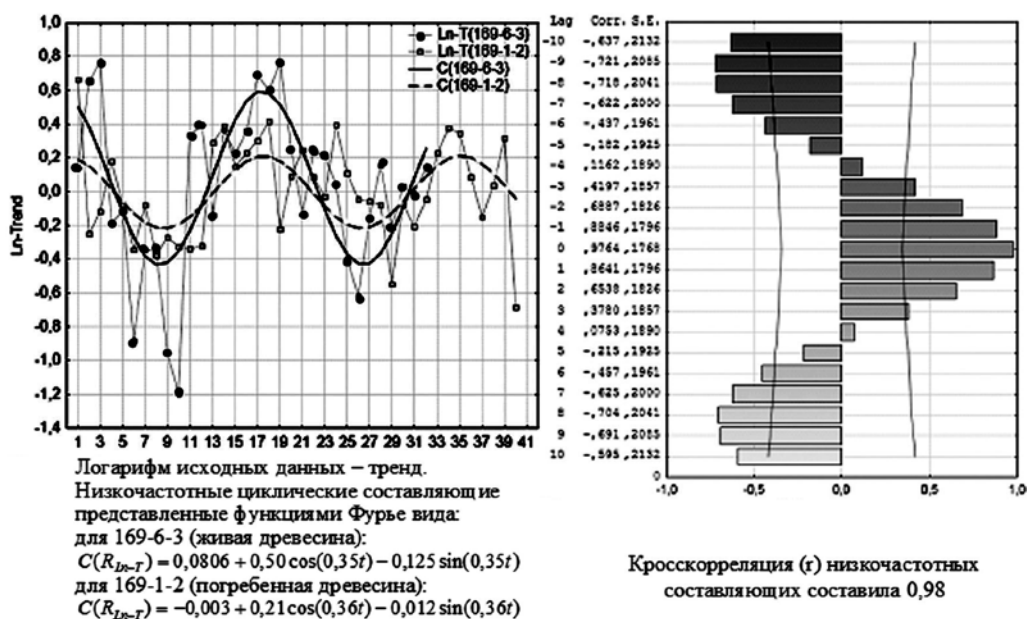 1,0
0,8
0,6
0,4
0,2
0,0
-0,2
-0,4
-0,6
-0,8
-1,0
-1,2
-1,4
Ln-Trend
Ln-T(169-6-3)
Ln-T(169-1-2)
C(169-6-3)
C(169-1-2)
1 3 5 7 9 11 13 15 17 19 21 23 25 27 29 31 33 35 37 39 41
Логарифм исходных данных – тренд.
Низкочастотные циклические составляющие
представленные функциями Фурье вида:
для 169-6-3 (живая древесина):
C(R_{Ln–T}) = 0,0806 + 0,50 cos(0,35t) – 0,125 sin(0,35t)
для 169-1-2 (погребенная древесина):
C(R_{Ln–T}) = –0,003 + 0,21 cos(0,36t) – 0,012 sin(0,36t)
Lag Corr. S.E.
-10 -,637 ,2132
-9 -,721 ,2085
-8 -,718 ,2041
-7 -,622 ,2000
-6 -,437 ,1961
-5 -,182 ,1925
-4 ,1162 ,1890
-3 ,4197 ,1857
-2 ,6887 ,1826
-1 ,8846 ,1796
0 ,9764 ,1768
1 ,8641 ,1796
2 ,6538 ,1826
3 ,3780 ,1857
4 ,0753 ,1890
5 -,215 ,1925
6 -,457 ,1961
7 -,625 ,2000
8 -,704 ,2041
9 -,691 ,2085
10 -,595 ,2132
0
-1,0 -0,5 0,0 0,5 1,0
Кросскорреляция (r) низкочастотных
составляющих составила 0,98